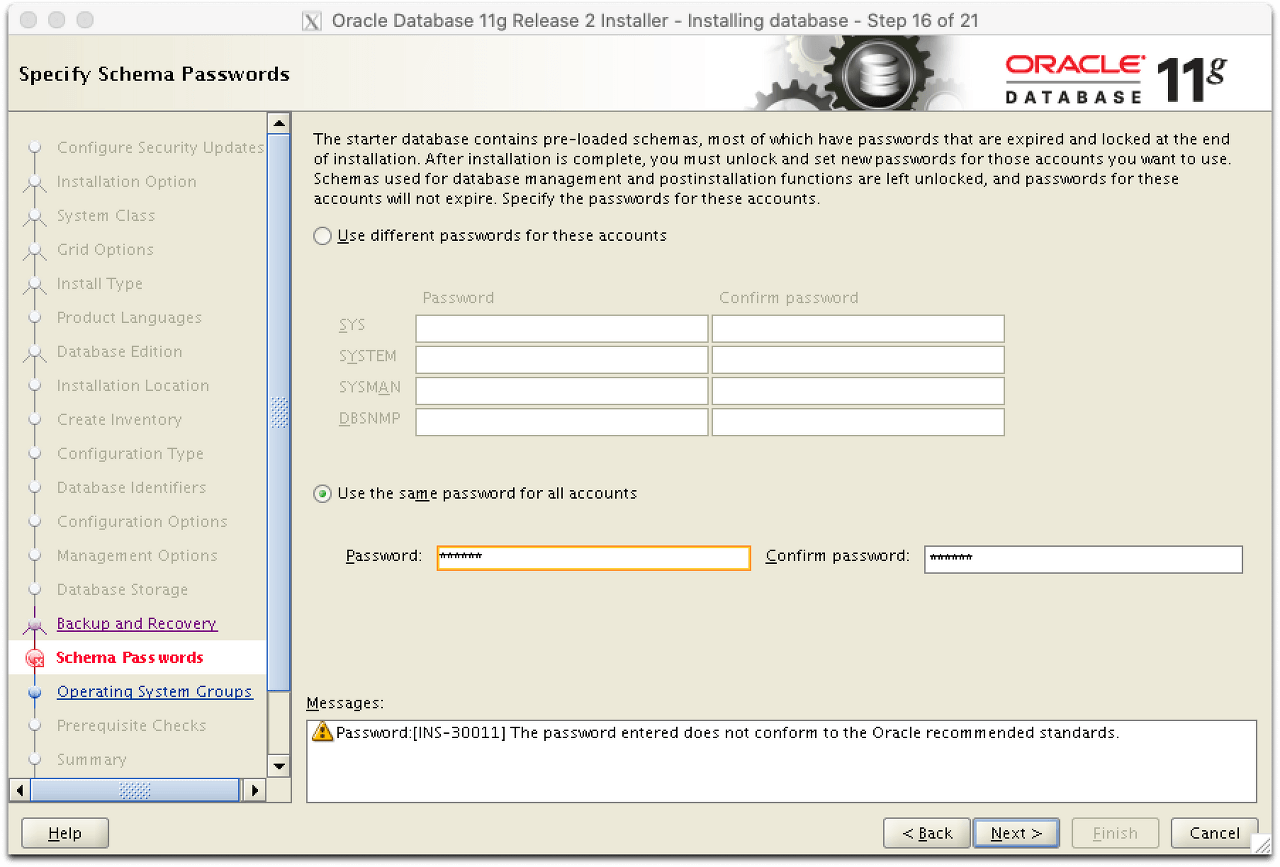 Oracle Database 11g Release 2 Installer - Installing database - Step 16 of 21
Specify Schema Passwords
ORACLE
DATABASE
11g
Configure Security Updates
Installation Option
System Class
Grid Options
Install Type
Product Languages
Database Edition
Installation Location
Create Inventory
Configuration Type
Database Identifiers
Configuration Options
Management Options
Database Storage
Backup and Recovery
Schema Passwords
Operating System Groups
Prerequisite Checks
Summary
The starter database contains pre-loaded schemas, most of which have passwords that are expired and locked at the end
of installation. After installation is complete, you must unlock and set new passwords for those accounts you want to use.
Schemas used for database management and postinstallation functions are left unlocked, and passwords for these
accounts will not expire. Specify the passwords for these accounts.
Use different passwords for these accounts
Password Confirm password
SYS
SYSTEM
SYSMAN
DBSNMP
Use the same password for all accounts
Password: ****** Confirm password: ******
Messages:
Password:[INS-30011] The password entered does not conform to the Oracle recommended standards.
Help < Back Next > Finish Cancel